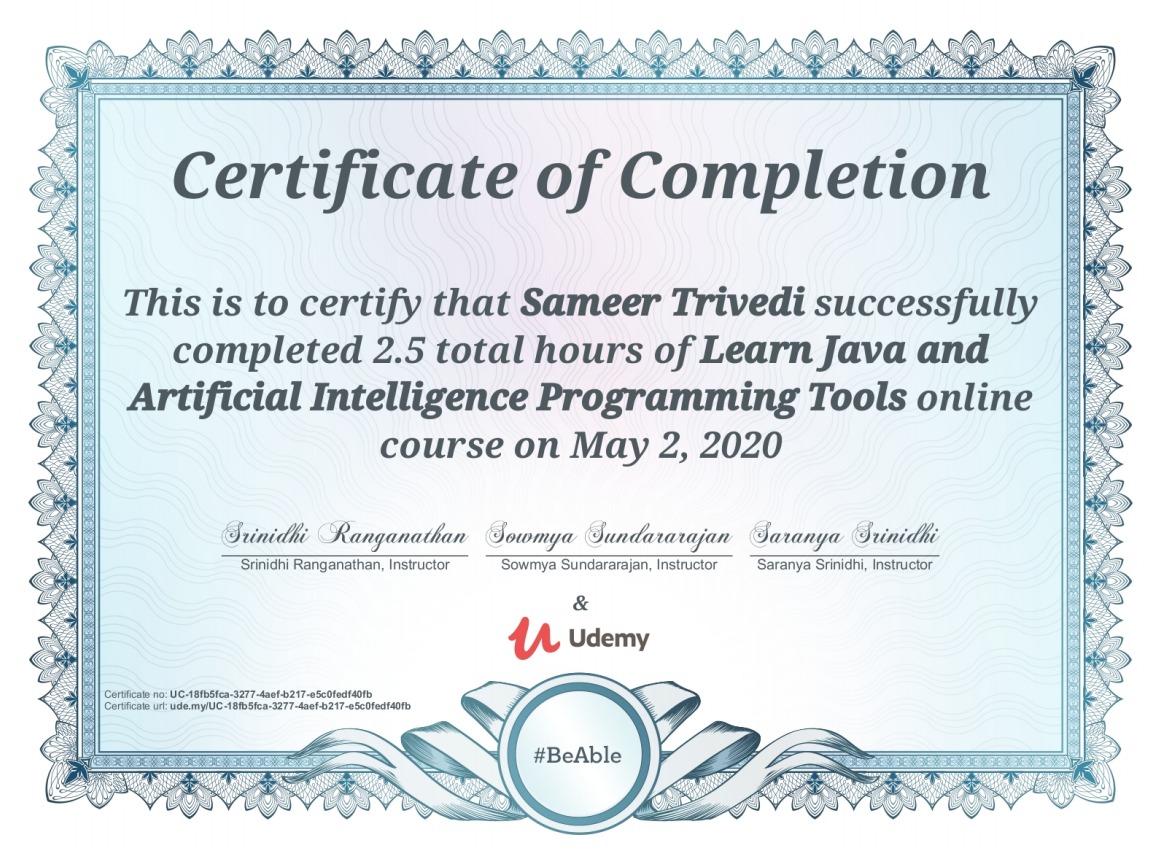 Certificate of Completion
This is to certify that Sameer Trivedi successfully
completed 2.5 total hours of Learn Java and
Artificial Intelligence Programming Tools online
course on May 2, 2020
Srinidhi Ranganathan Sowmya Sundararajan Saranya Srinidhi
Srinidhi Ranganathan, Instructor Sowmya Sundararajan, Instructor Saranya Srinidhi, Instructor
&
Udemy
Certificate no: UC-18fb5fca-3277-4aef-b217-e5c0fedf40fb
Certificate url: ude.my/UC-18fb5fca-3277-4aef-b217-e5c0fedf40fb
#BeAble